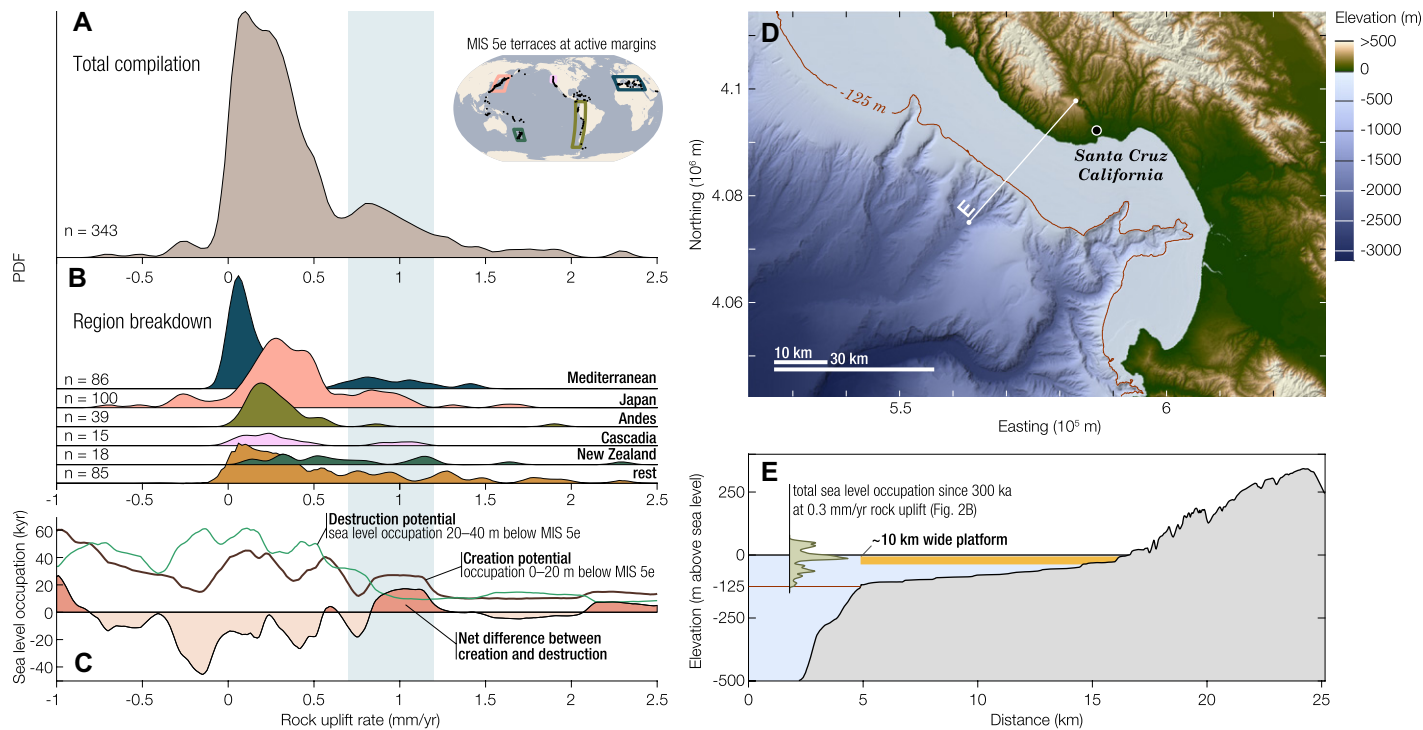 A
Total compilation
MIS 5e terraces at active margins
n = 343
-0.5
0
0.5
1
1.5
2
2.5
PDF
B
Region breakdown
n = 86
Mediterranean
n = 100
Japan
n = 39
Andes
n = 15
Cascadia
n = 18
New Zealand
n = 85
rest
-1
-0.5
0
0.5
1
1.5
2
2.5
Sea level occupation (kyr)
60
40
20
0
-20
-40
Destruction potential
sea level occupation 20–40 m below MIS 5e
Creation potential
occupation 0–20 m below MIS 5e
Net difference between
creation and destruction
C
-1
-0.5
0
0.5
1
1.5
2
2.5
Rock uplift rate (mm/yr)
D
-125 m
Santa Cruz
California
E
10 km
30 km
4.1
4.08
4.06
Northing (10⁶ m)
5.5
6
Easting (10⁵ m)
Elevation (m)
>500
0
-500
-1000
-1500
-2000
-2500
-3000
E
total sea level occupation since 300 ka
at 0.3 mm/yr rock uplift (Fig. 2B)
~10 km wide platform
Elevation (m above sea level)
250
0
-125
-250
-500
0
5
10
15
20
25
Distance (km)